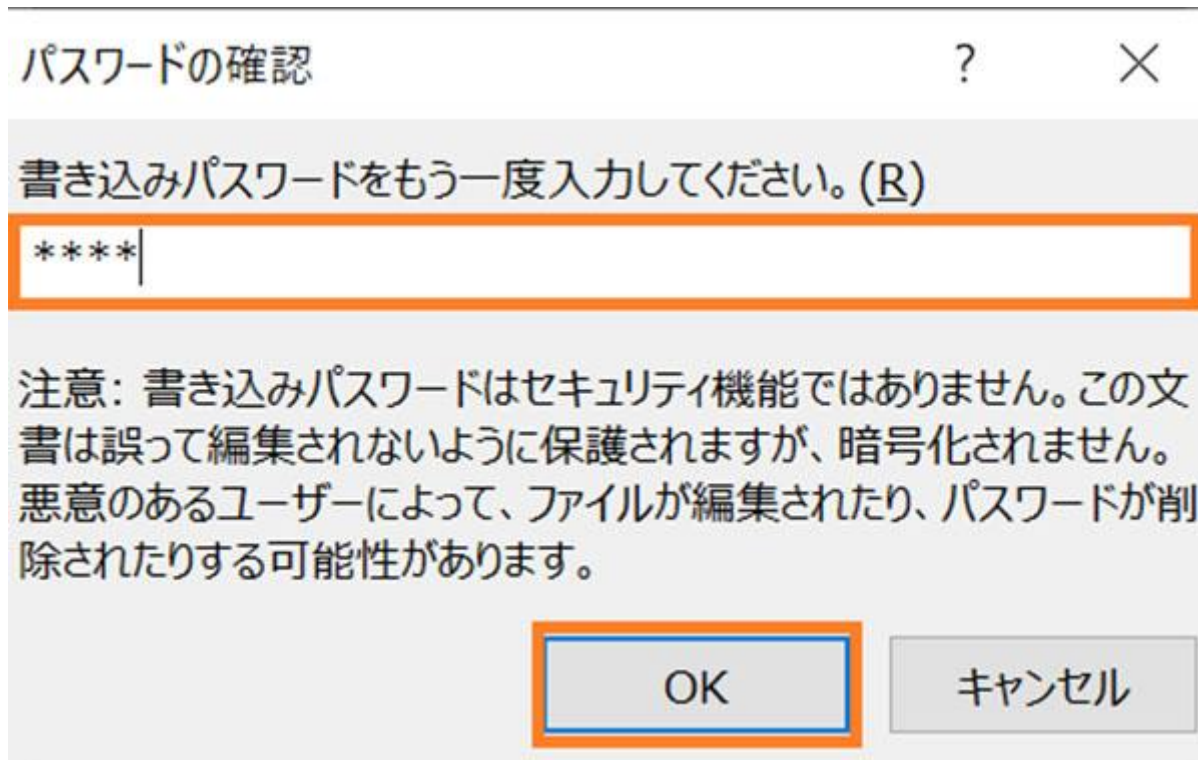 パスワードの確認 ? ×
書き込みパスワードをもう一度入力してください。(R)
****
注意: 書き込みパスワードはセキュリティ機能ではありません。この文
書は誤って編集されないように保護されますが、暗号化されません。
悪意のあるユーザーによって、ファイルが編集されたり、パスワードが削
除されたりする可能性があります。
OK キャンセル